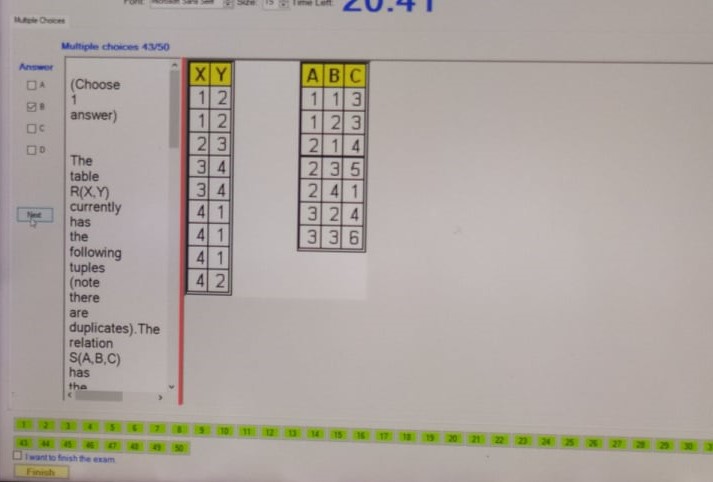 Font: Microsoft Sans Serif Size: 15 Time Left: 20:41
Multiple Choices
Multiple choices 43/50
Answer
A
B
C
D
Next
(Choose
1
answer)
The
table
R(X,Y)
currently
has
the
following
tuples
(note
there
are
duplicates).The
relation
S(A,B,C)
has
the
X Y
1 2
1 2
2 3
3 4
3 4
4 1
4 1
4 1
4 2
A B C
1 1 3
1 2 3
2 1 4
2 3 5
2 4 1
3 2 4
3 3 6
1 2 3 4 5 6 7 8 9 10 11 12 13 14 15 16 17 18 19 20 21 22 23 24 25 26 27 28 29 30
43 44 45 46 47 48 49 50
I want to finish the exam.
Finish